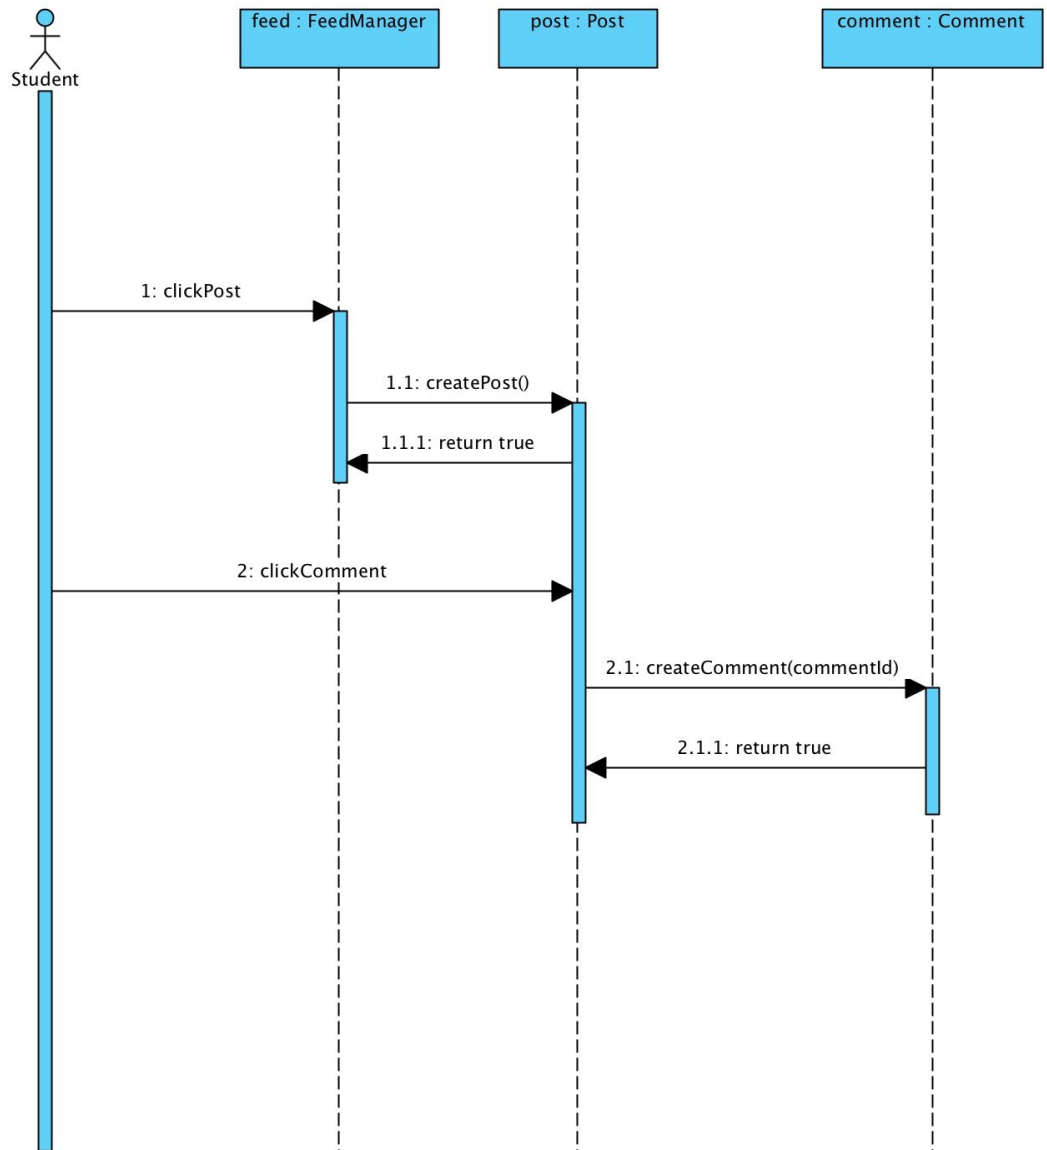 feed : FeedManager
post : Post
comment : Comment
Student
1: clickPost
1.1: createPost()
1.1.1: return true
2: clickComment
2.1: createComment(commentId)
2.1.1: return true